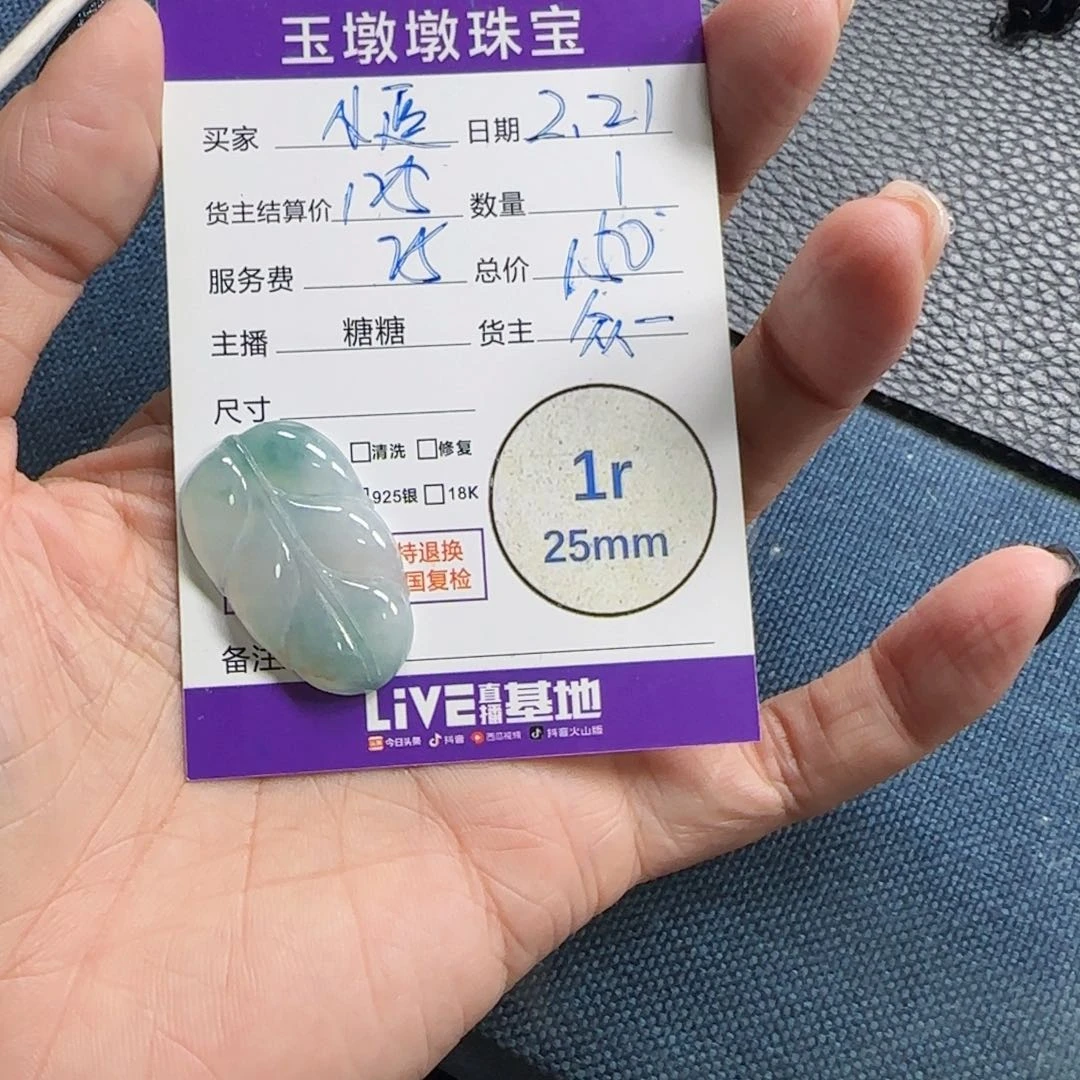 玉墩墩珠宝
买家 日期 2.21
货主结算价 125 数量 1
服务费 25 总价 150
主播 糖糖 货主 众一
尺寸
清洗 修复
925银 18K
1r
25mm
持退换
国复检
备注
LiVE直播基地
今日头条 抖音 西瓜视频 抖音火山版